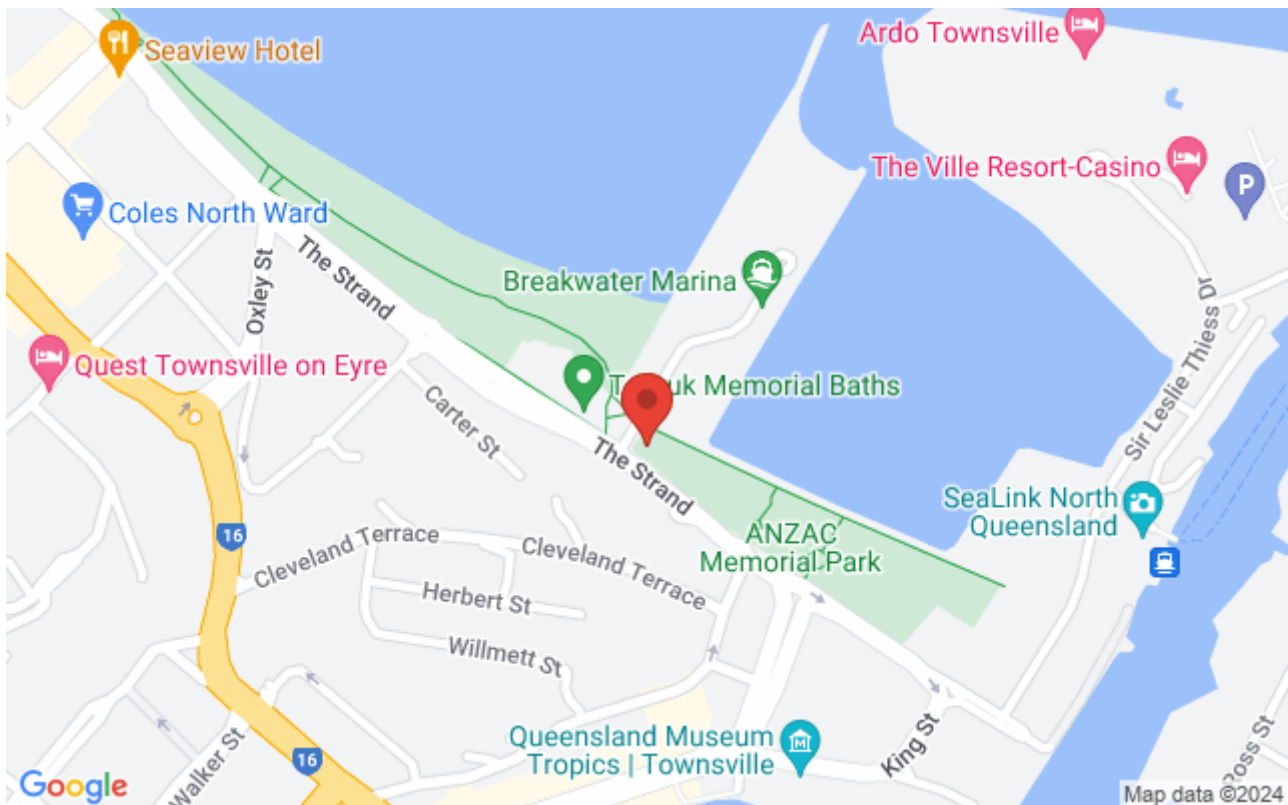 Seaview Hotel
Ardo Townsville
The Ville Resort-Casino
P
Coles North Ward
Oxley St
The Strand
Breakwater Marina
Sir Leslie Thiess Dr
Quest Townsville on Eyre
uk Memorial Baths
Carter St
The Strand
SeaLink North
Queensland
16
ANZAC
Memorial Park
Cleveland Terrace
Cleveland Terrace
Herbert St
Willmett St
Queensland Museum
Tropics | Townsville
King St
16
Walker St
Ross St
Google
Map data ©2024